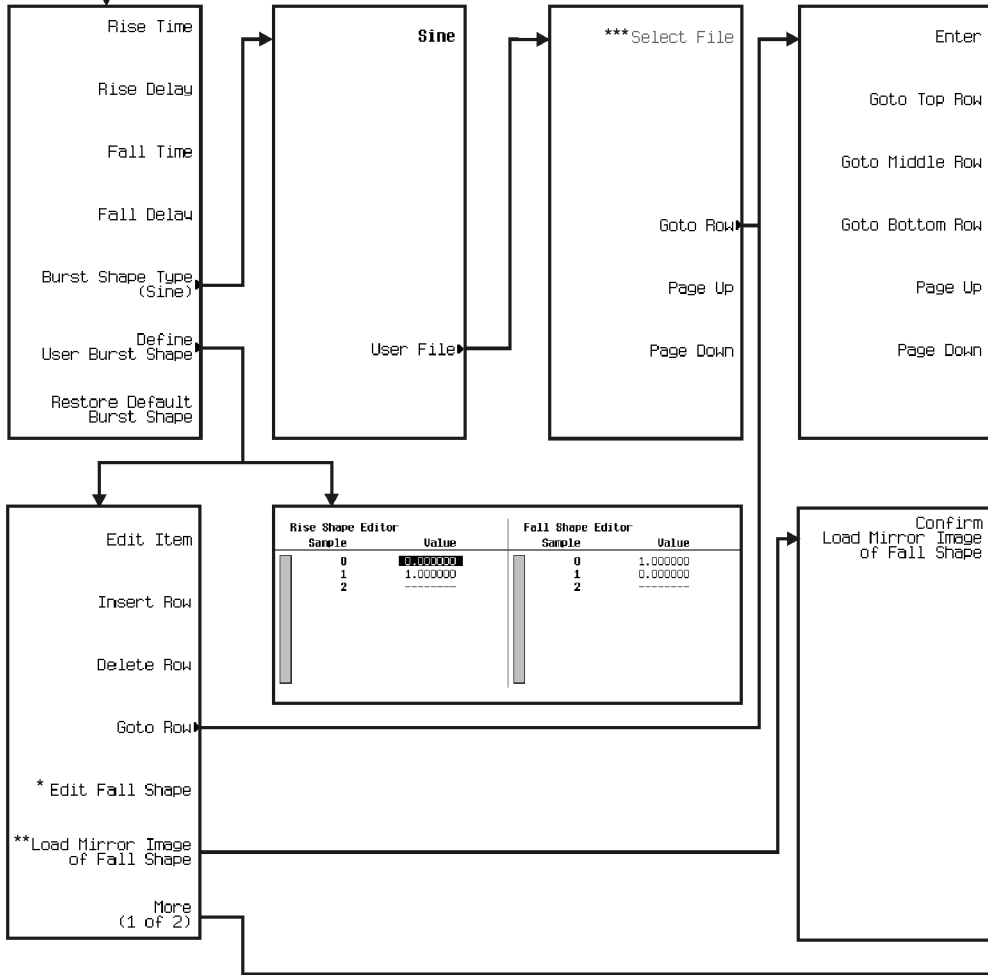 Rise Time
Rise Delay
Fall Time
Fall Delay
Burst Shape Type
(Sine)
Define
User Burst Shape
Restore Default
Burst Shape
Sine
User File
***Select File
Goto Row
Page Up
Page Down
Enter
Goto Top Row
Goto Middle Row
Goto Bottom Row
Page Up
Page Down
Edit Item
Insert Row
Delete Row
Goto Row
* Edit Fall Shape
**Load Mirror Image
of Fall Shape
More
(1 of 2)
Rise Shape Editor
Sample Value
0 0.000000
1 1.000000
2 --------
Fall Shape Editor
Sample Value
0 1.000000
1 0.000000
2 --------
Confirm
Load Mirror Image
of Fall Shape